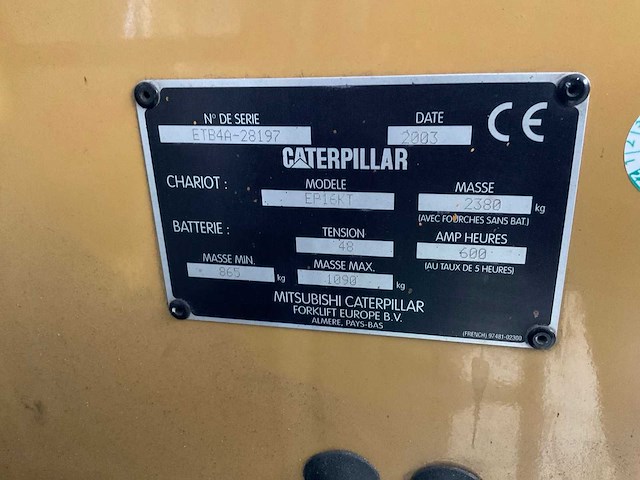 N° DE SERIE DATE
ETB4A-28197 2003 CE
CATERPILLAR
CHARIOT : MODELE MASSE
EP16KT 2380 kg
(AVEC FOURCHES SANS BAT.)
BATTERIE : TENSION AMP HEURES
48 600
MASSE MIN. MASSE MAX. (AU TAUX DE 5 HEURES)
865 kg 1090 kg
MITSUBISHI CATERPILLAR
FORKLIFT EUROPE B.V.
ALMERE, PAYS-BAS
(FRENCH) 97481-02300